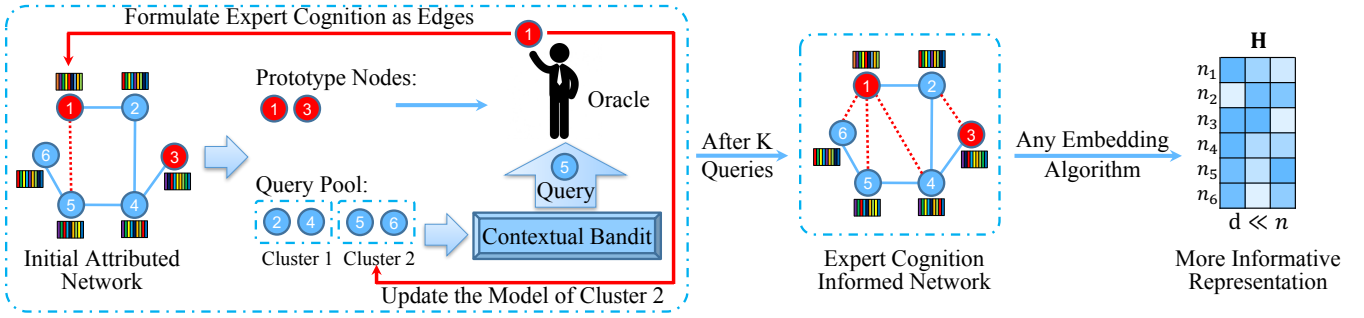 Formulate Expert Cognition as Edges
1
1
2
6
3
5
4
Initial Attributed
Network
Prototype Nodes:
1 3
Oracle
5
Query
Query Pool:
2 4 5 6
Cluster 1 Cluster 2
Contextual Bandit
Update the Model of Cluster 2
After K
Queries
1
2
6
3
5
4
Expert Cognition
Informed Network
Any Embedding
Algorithm
H
n1
n2
n3
n4
n5
n6
d ≪ n
More Informative
Representation